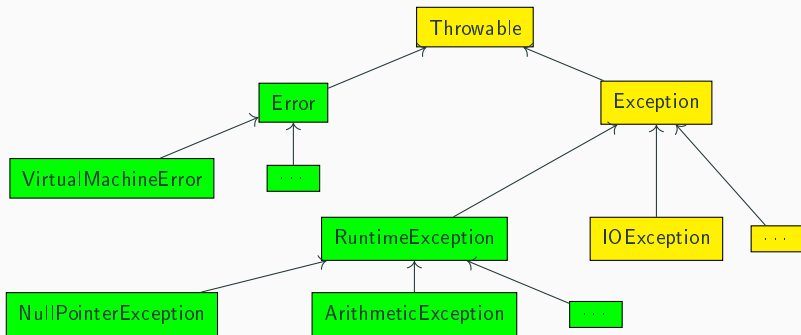 Throwable
Error
Exception
VirtualMachineError
...
RuntimeException
IOException
...
NullPointerException
ArithmeticException
...